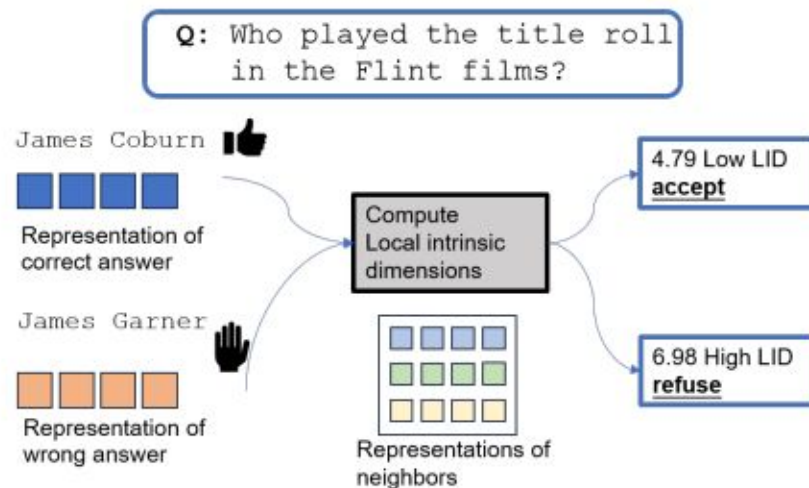 Q: Who played the title roll
in the Flint films?
James Coburn
Representation of
correct answer
James Garner
Representation of
wrong answer
Compute
Local intrinsic
dimensions
Representations of
neighbors
4.79 Low LID
accept
6.98 High LID
refuse